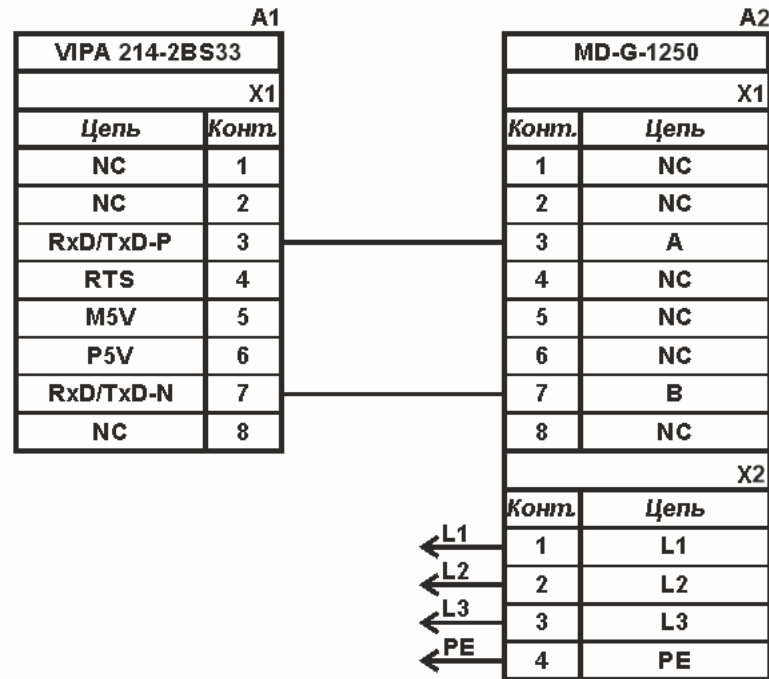 A1
VIPA 214-2BS33
X1
Цепь Конт.
NC 1
NC 2
RxD/TxD-P 3
RTS 4
M5V 5
P5V 6
RxD/TxD-N 7
NC 8
A2
MD-G-1250
X1
Конт. Цепь
1 NC
2 NC
3 A
4 NC
5 NC
6 NC
7 B
8 NC
X2
Конт. Цепь
L1 1 L1
L2 2 L2
L3 3 L3
PE 4 PE